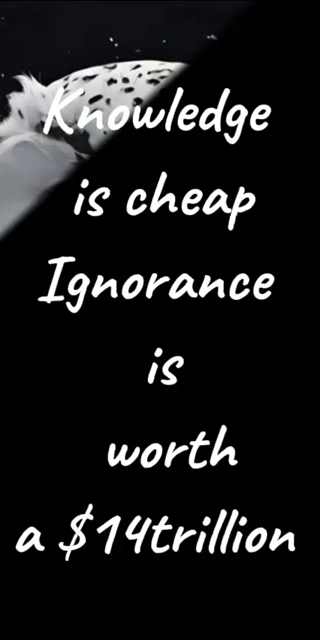 Knowledge
is cheap
Ignorance
is
worth
a $14trillion